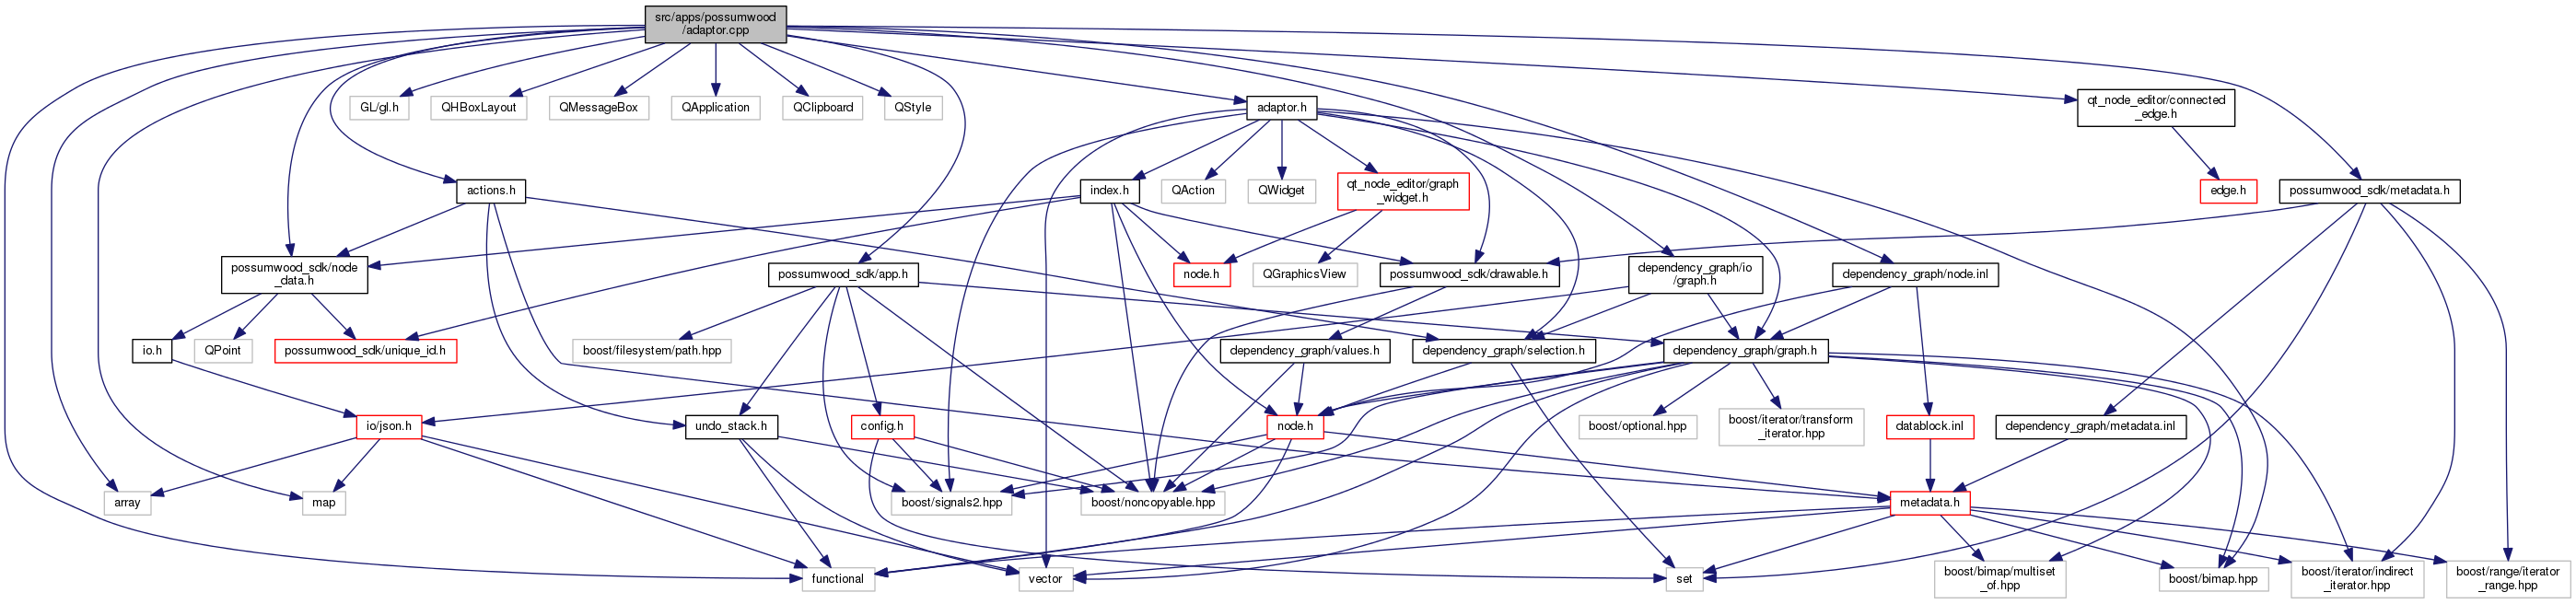 src/apps/possumwood
/adaptor.cpp
GL/gl.h
QHBoxLayout
QMessageBox
QApplication
QClipboard
QStyle
adaptor.h
qt_node_editor/connected
_edge.h
actions.h
index.h
QAction
QWidget
qt_node_editor/graph
_widget.h
edge.h
possumwood_sdk/metadata.h
possumwood_sdk/node
_data.h
possumwood_sdk/app.h
node.h
QGraphicsView
possumwood_sdk/drawable.h
dependency_graph/io
/graph.h
dependency_graph/node.inl
io.h
QPoint
possumwood_sdk/unique_id.h
boost/filesystem/path.hpp
dependency_graph/values.h
dependency_graph/selection.h
dependency_graph/graph.h
io/json.h
undo_stack.h
config.h
node.h
boost/optional.hpp
boost/iterator/transform
_iterator.hpp
datablock.inl
dependency_graph/metadata.inl
array
map
boost/signals2.hpp
boost/noncopyable.hpp
metadata.h
functional
vector
set
boost/bimap/multiset
_of.hpp
boost/bimap.hpp
boost/iterator/indirect
_iterator.hpp
boost/range/iterator
_range.hpp